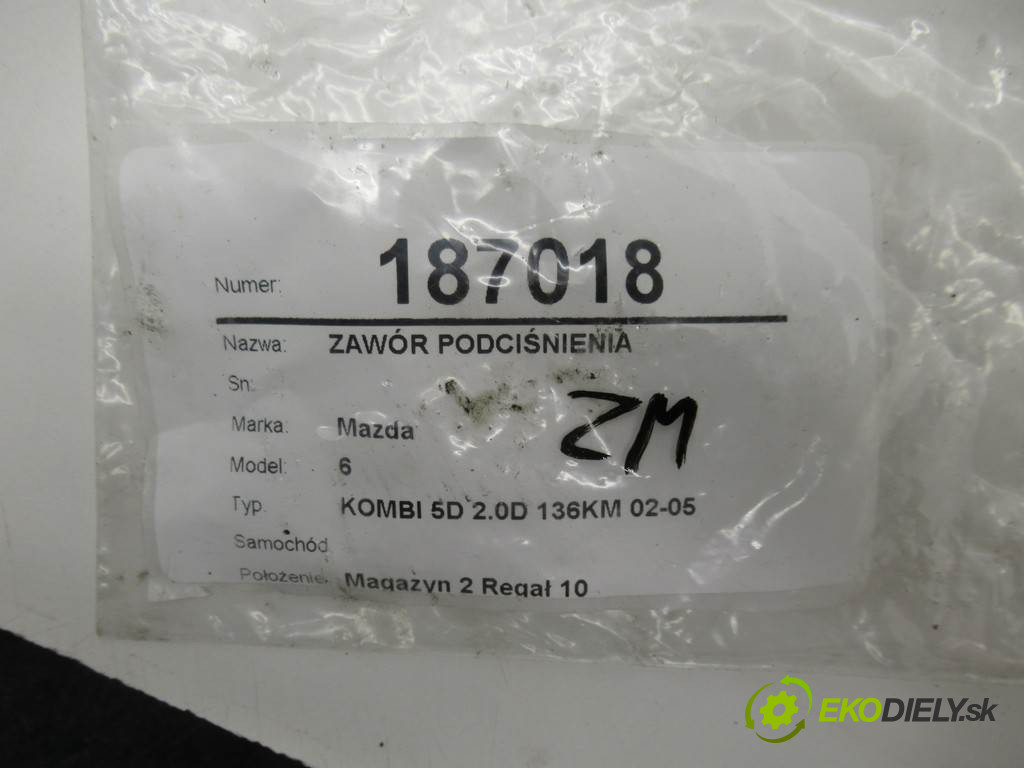 Numer: 187018
Nazwa: ZAWÓR PODCIŚNIENIA
Sn:
ZM
Marka: Mazda
Model: 6
Typ KOMBI 5D 2.0D 136KM 02-05
Samochód
Położenie: Magazyn 2 Regał 10
EKODIELY.sk